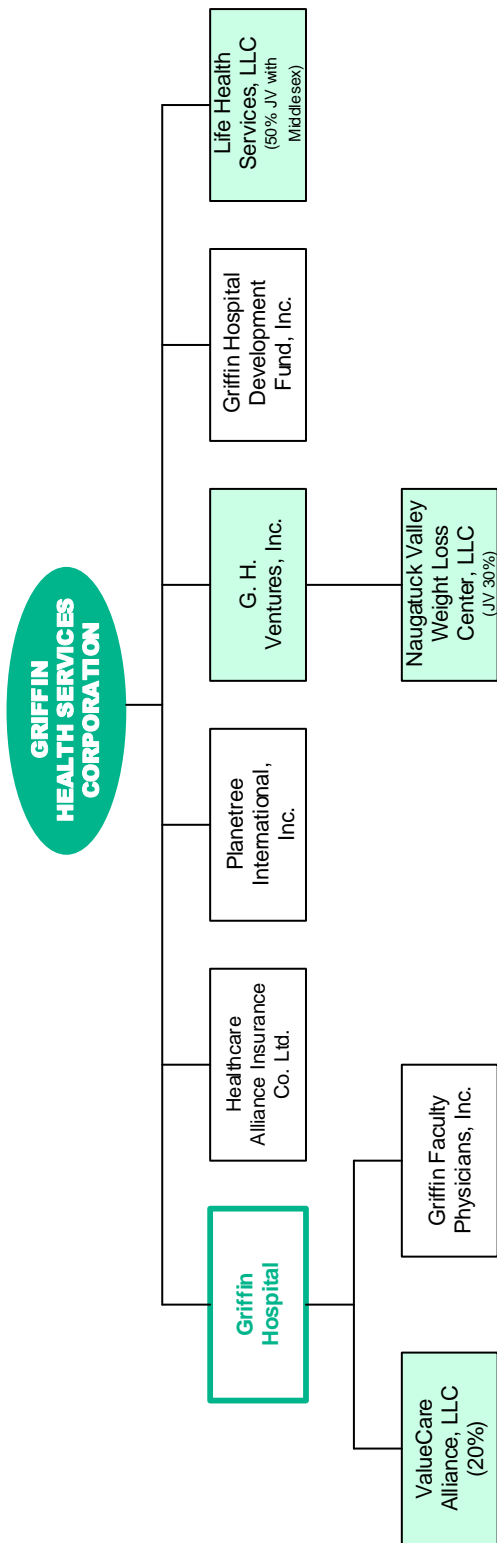 GRIFFIN
HEALTH SERVICES
CORPORATION
Griffin
Hospital
Healthcare
Alliance Insurance
Co. Ltd.
Planetree
International,
Inc.
G. H.
Ventures, Inc.
Griffin Hospital
Development
Fund, Inc.
Life Health
Services, LLC
(50% JV with
Middlesex)
ValueCare
Alliance, LLC
(20%)
Griffin Faculty
Physicians, Inc.
Naugatuck Valley
Weight Loss
Center, LLC
(JV 30%)